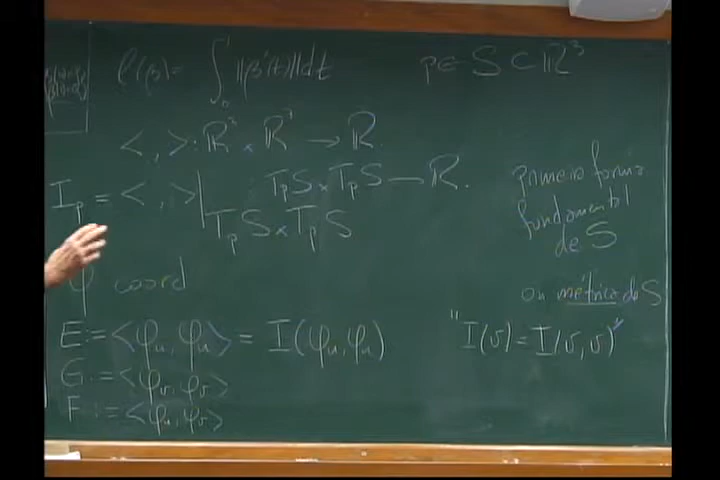 ℓ(β) = ∫₀¹ ||β'(t)|| dt
p ∈ S ⊂ ℝ³
< , > : ℝ³ × ℝ³ → ℝ
I_p = < , >|_{T_pS × T_pS} : T_pS × T_pS → ℝ.
primeira forma
fundamental
de S
ou métrica de S
φ coord
E := <φ_u, φ_u> = I(φ_u, φ_u)
"I(v) = I(v, v)"
G := <φ_v, φ_v>
F := <φ_u, φ_v>